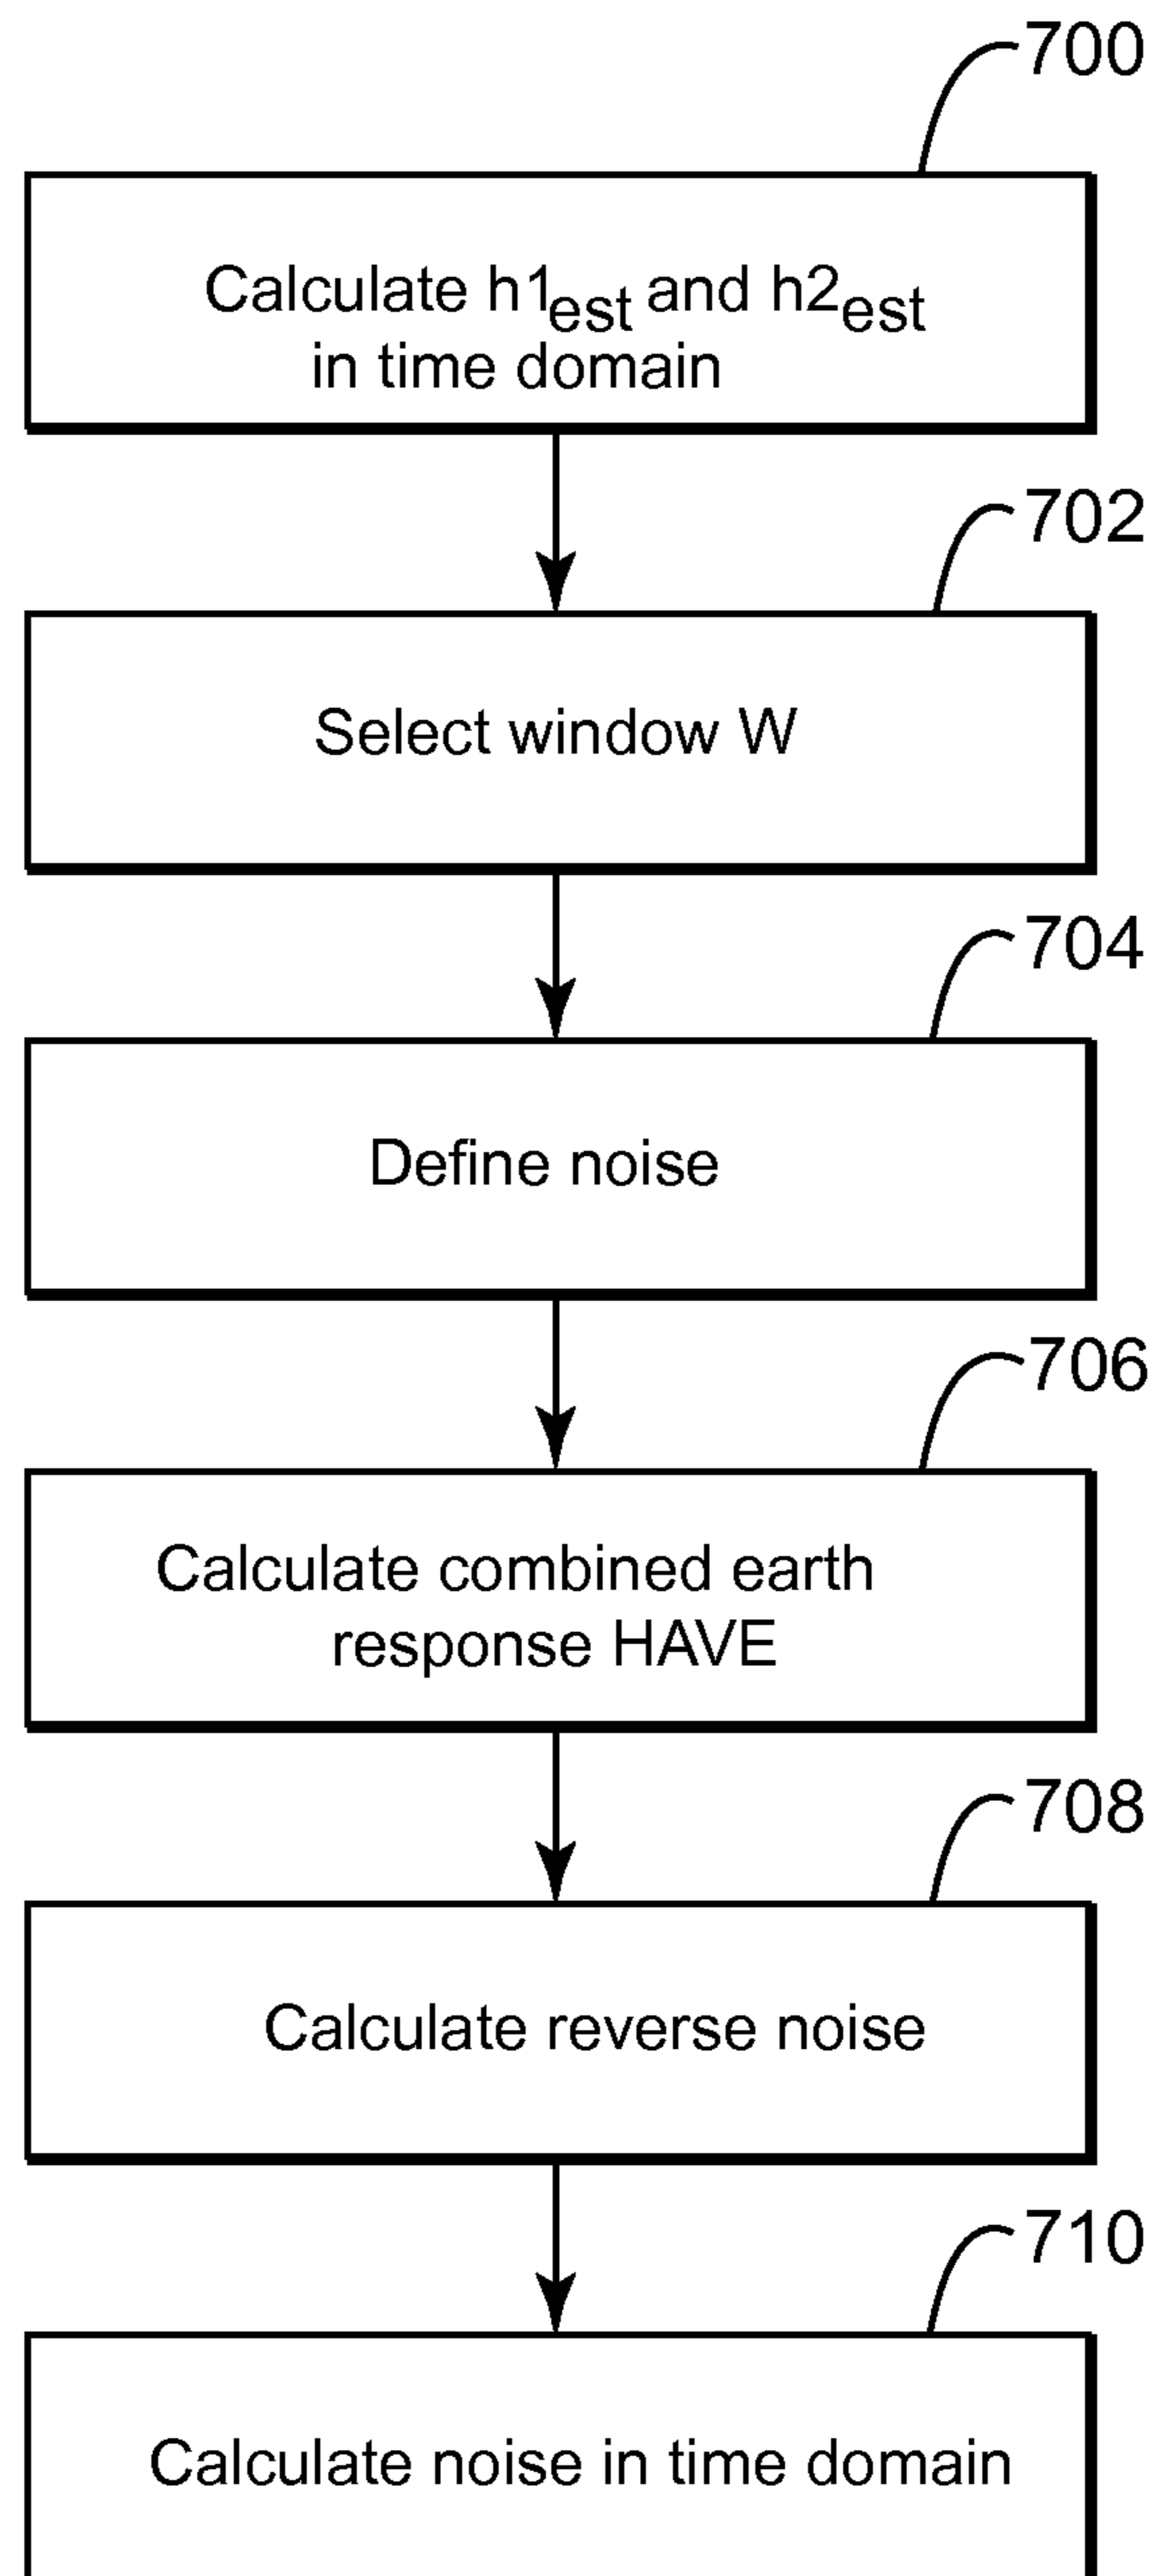 700
Calculate h1est and h2est
in time domain
702
Select window W
704
Define noise
706
Calculate combined earth
response HAVE
708
Calculate reverse noise
710
Calculate noise in time domain